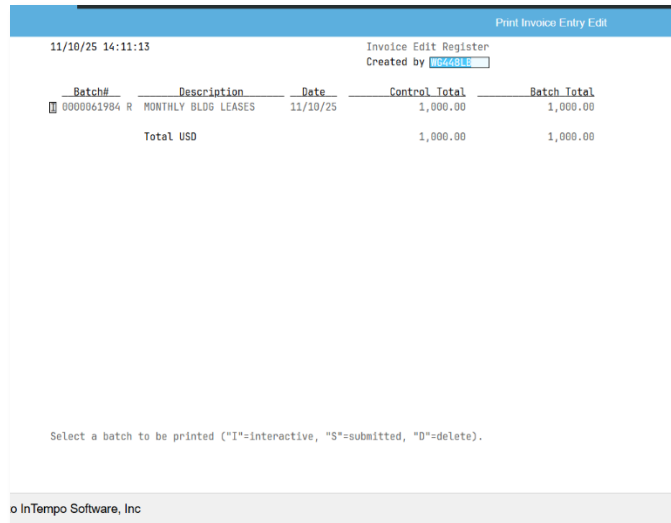 Print Invoice Entry Edit
11/10/25 14:11:13 Invoice Edit Register
Created by WG448LB
Batch# Description Date Control Total Batch Total
I 0000061984 R MONTHLY BLDG LEASES 11/10/25 1,000.00 1,000.00
Total USD 1,000.00 1,000.00
Select a batch to be printed ("I"=interactive, "S"=submitted, "D"=delete).
o InTempo Software, Inc